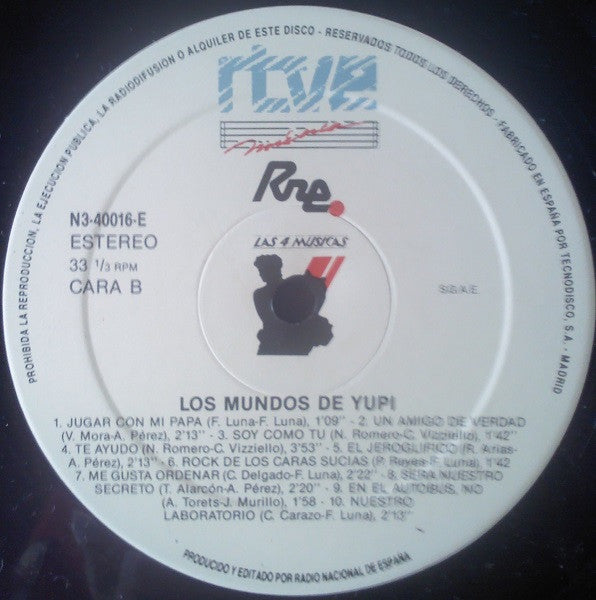 PROHIBIDA LA REPRODUCCION, LA EJECUCION PUBLICA, LA RADIODIFUSION O ALQUILER DE ESTE DISCO - RESERVADOS TODOS LOS DERECHOS - FABRICADO EN ESPAÑA POR TECNODISCO, S.A. - MADRID
rtve
música
Rne.
N3-40016-E
ESTEREO
33 1/3 RPM
CARA B
LAS 4 MUSICAS
S.G.A.E.
LOS MUNDOS DE YUPI
1. JUGAR CON MI PAPA (F. Luna-F. Luna), 1'09" - 2. UN AMIGO DE VERDAD
(V. Mora-A. Pérez), 2'13" - 3. SOY COMO TU (N. Romero-C. Vizziello), 1'42
4. TE AYUDO (N. Romero-C. Vizziello), 3'53" - 5. EL JEROGLIFICO (R. Arias-
A. Pérez), 2'13" - 6. ROCK DE LOS CARAS SUCIAS (P. Reyes-F. Luna), 1'42
7. ME GUSTA ORDENAR (C. Delgado-F. Luna), 2'22" - 8. SERA NUESTRO
SECRETO (T. Alarcón-A. Pérez), 2'20" - 9. EN EL AUTOBUS, NO
(A. Torets-J. Murillo), 1'58 - 10. NUESTRO
LABORATORIO (C. Carazo-F. Luna), 2'13"
PRODUCIDO Y EDITADO POR RADIO NACIONAL DE ESPAÑA